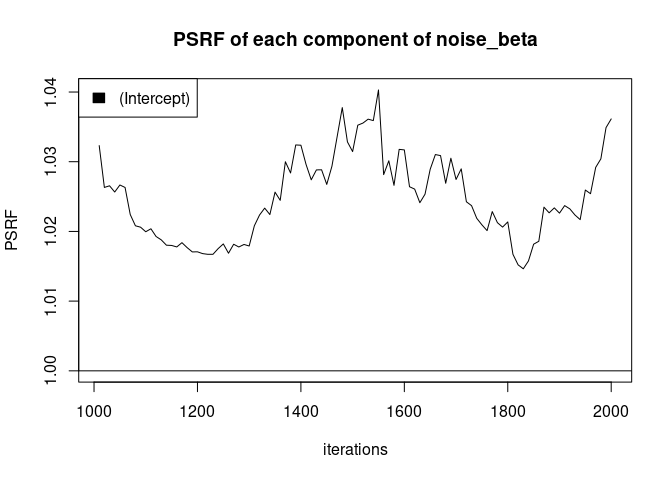 PSRF of each component of noise_beta
(Intercept)
PSRF
1.04
1.03
1.02
1.01
1.00
1000 1200 1400 1600 1800 2000
iterations